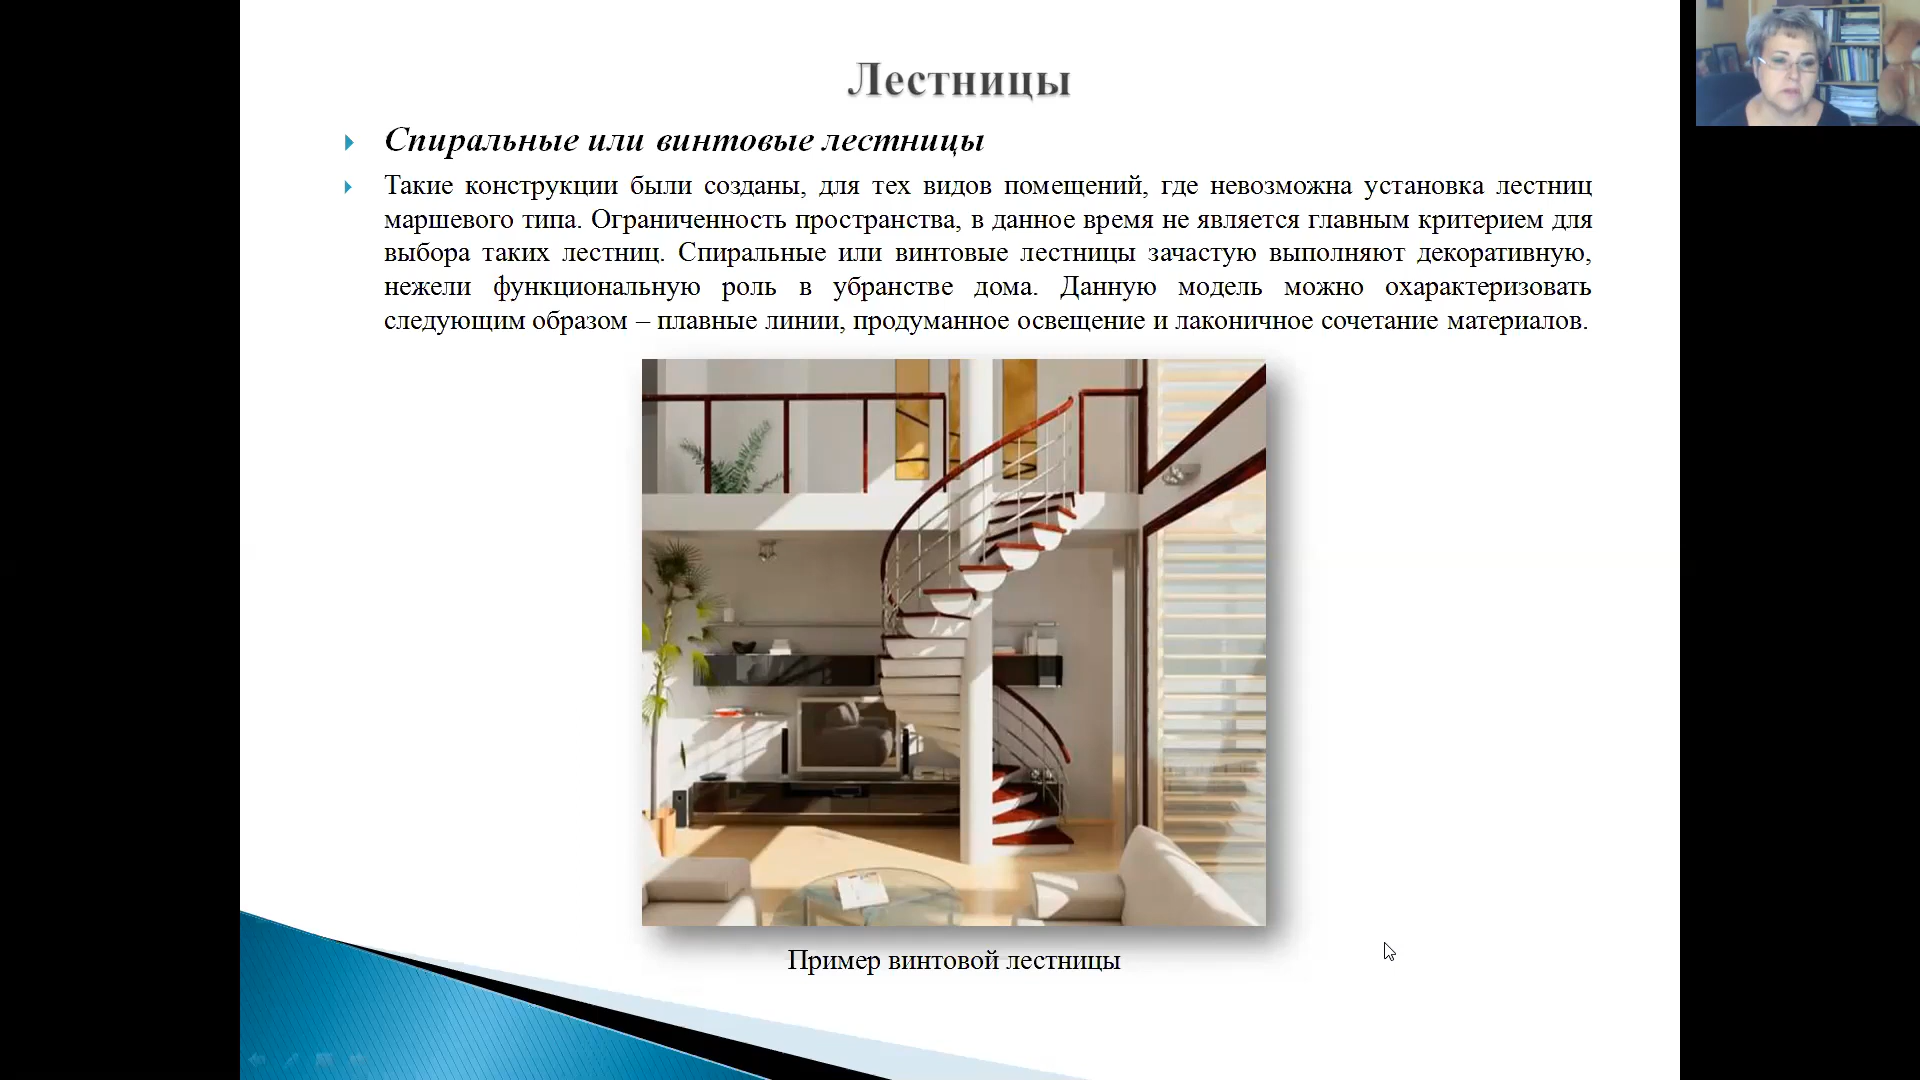 Лестницы
Спиральные или винтовые лестницы
Такие конструкции были созданы, для тех видов помещений, где невозможна установка лестниц
маршевого типа. Ограниченность пространства, в данное время не является главным критерием для
выбора таких лестниц. Спиральные или винтовые лестницы зачастую выполняют декоративную,
нежели функциональную роль в убранстве дома. Данную модель можно охарактеризовать
следующим образом – плавные линии, продуманное освещение и лаконичное сочетание материалов.
Пример винтовой лестницы